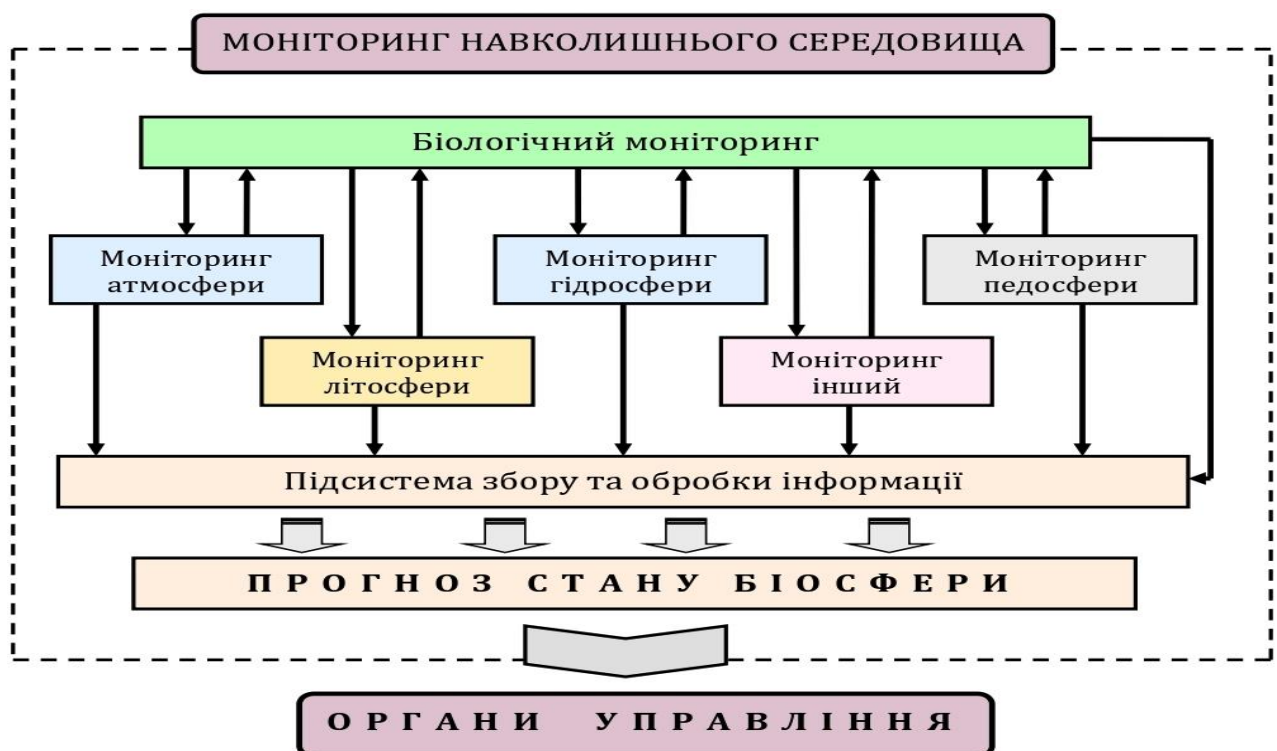 МОНІТОРИНГ НАВКОЛИШНЬОГО СЕРЕДОВИЩА
Біологічний моніторинг
Моніторинг
атмосфери
Моніторинг
гідросфери
Моніторинг
педосфери
Моніторинг
літосфери
Моніторинг
інший
Підсистема збору та обробки інформації
ПРОГНОЗ СТАНУ БІОСФЕРИ
ОРГАНИ УПРАВЛІННЯ